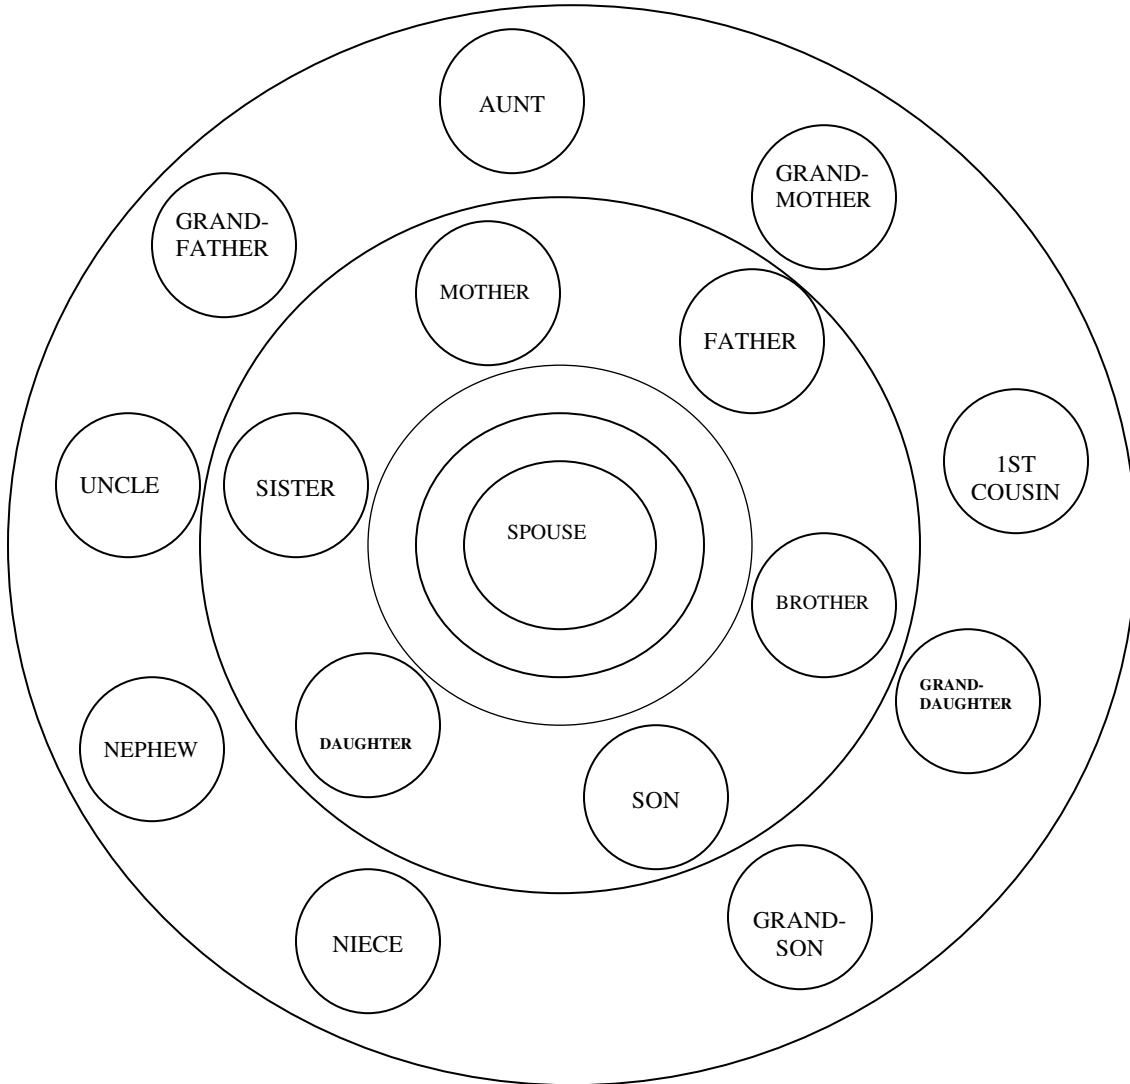 AUNT
GRAND-
MOTHER
GRAND-
FATHER
MOTHER
FATHER
1ST
COUSIN
UNCLE
SISTER
SPOUSE
BROTHER
GRAND-
DAUGHTER
NEPHEW
DAUGHTER
SON
GRAND-
SON
NIECE